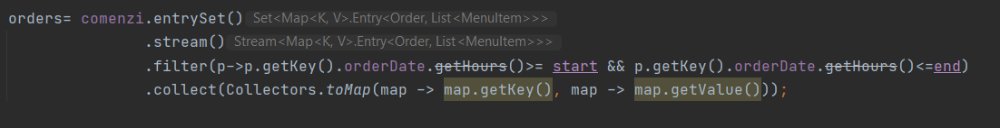 orders= comenzi.entrySet() Set<Map<K, V>.Entry<Order, List<MenuItem>>>
.stream() Stream<Map<K, V>.Entry<Order, List<MenuItem>>>
.filter(p->p.getKey().orderDate.getHours()>= start && p.getKey().orderDate.getHours()<=end)
.collect(Collectors.toMap(map -> map.getKey(), map -> map.getValue()));